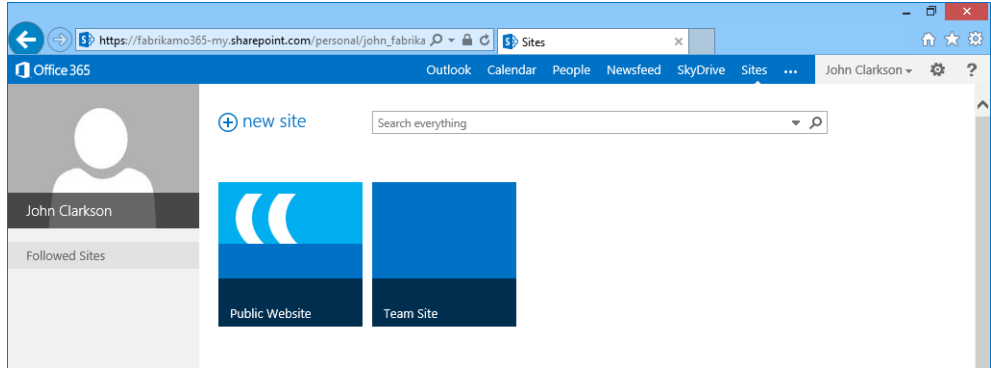 https://fabrikamo365-my.sharepoint.com/personal/john_fabrika
Sites
Office 365
Outlook Calendar People Newsfeed SkyDrive Sites ... John Clarkson ?
new site
Search everything
John Clarkson
Followed Sites
Public Website
Team Site